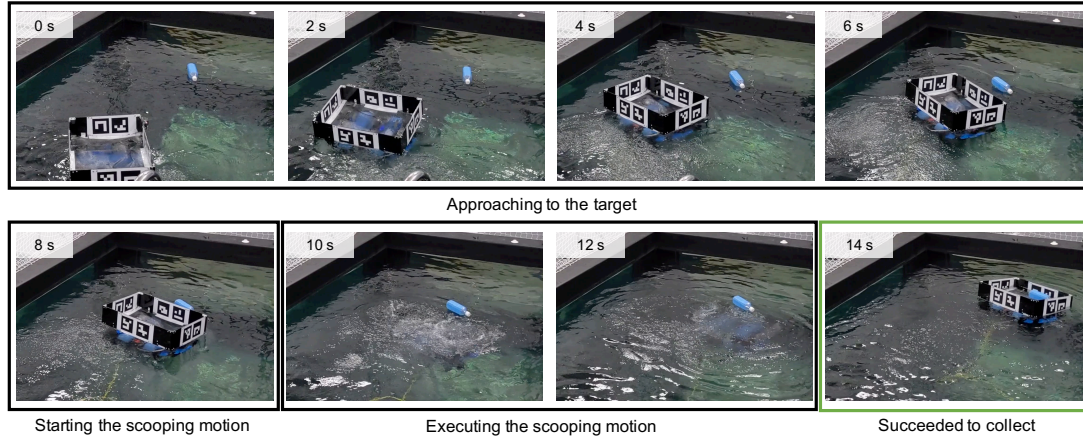 0 s
2 s
4 s
6 s
Approaching to the target
8 s
10 s
12 s
14 s
Starting the scooping motion
Executing the scooping motion
Succeeded to collect